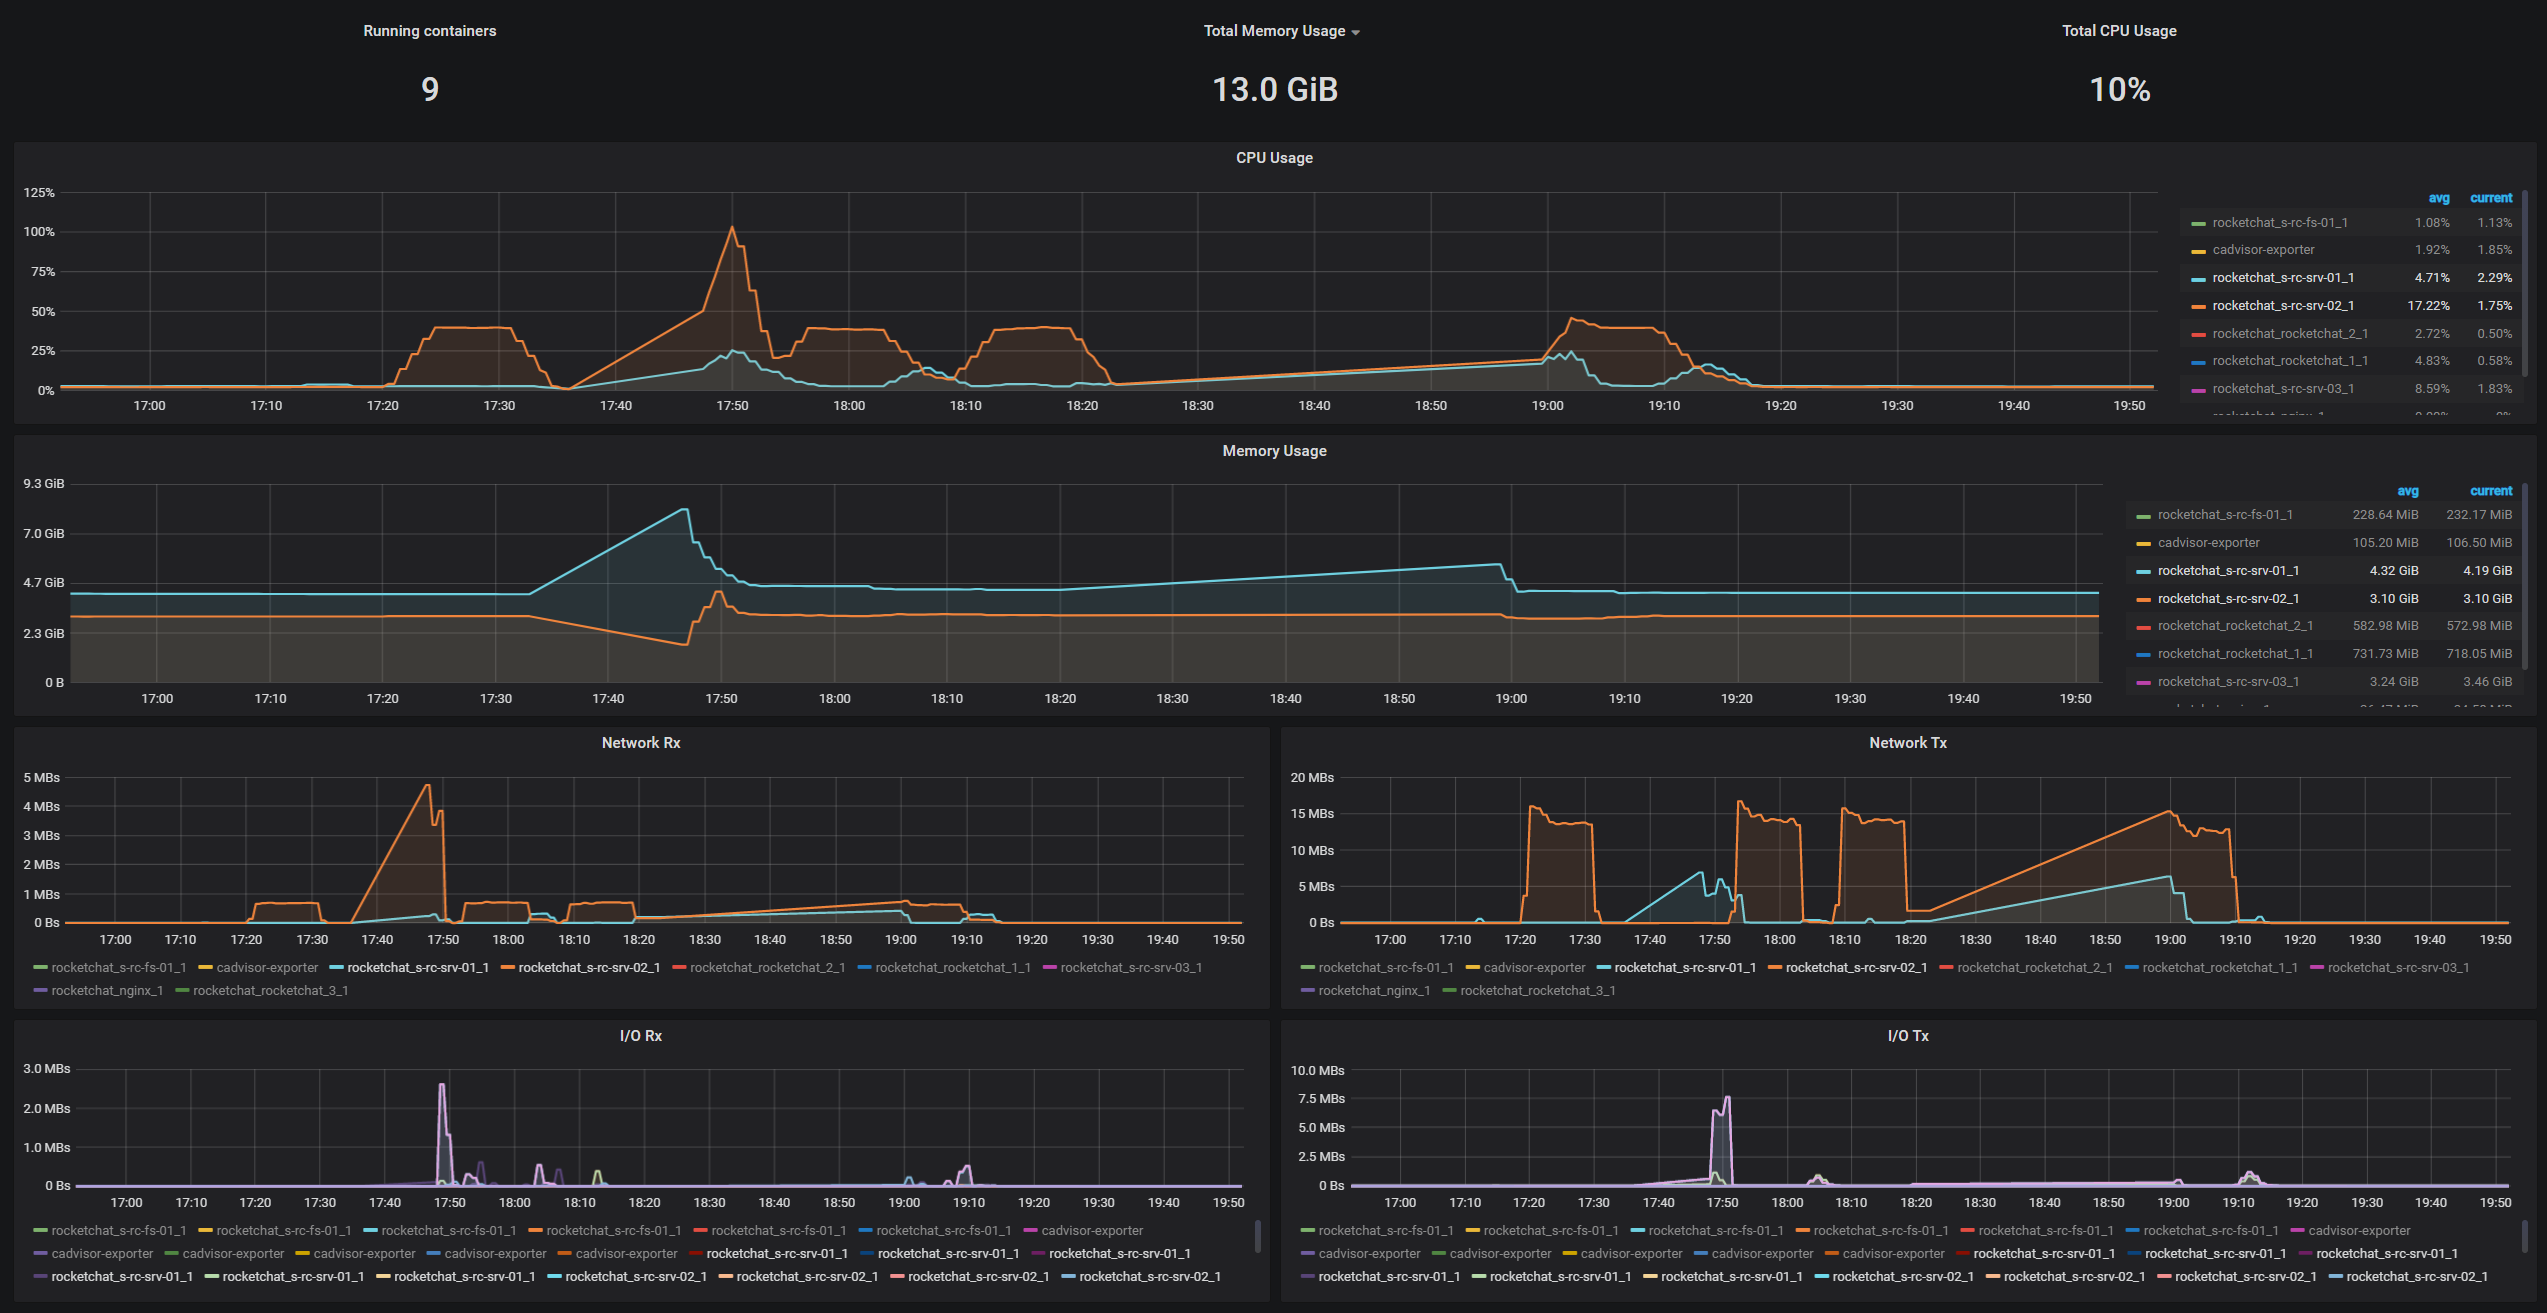 Running containers
Total Memory Usage
Total CPU Usage
9
13.0 GiB
10%
CPU Usage
125%
100%
75%
50%
25%
0%
17:00 17:10 17:20 17:30 17:40 17:50 18:00 18:10 18:20 18:30 18:40 18:50 19:00 19:10 19:20 19:30 19:40 19:50
avg current
rocketchat_s-rc-fs-01_1 1.08% 1.13%
cadvisor-exporter 1.92% 1.85%
rocketchat_s-rc-srv-01_1 4.71% 2.29%
rocketchat_s-rc-srv-02_1 17.22% 1.75%
rocketchat_rocketchat_2_1 2.72% 0.50%
rocketchat_rocketchat_1_1 4.83% 0.58%
rocketchat_s-rc-srv-03_1 8.59% 1.83%
Memory Usage
9.3 GiB
7.0 GiB
4.7 GiB
2.3 GiB
0 B
17:00 17:10 17:20 17:30 17:40 17:50 18:00 18:10 18:20 18:30 18:40 18:50 19:00 19:10 19:20 19:30 19:40 19:50
avg current
rocketchat_s-rc-fs-01_1 228.64 MiB 232.17 MiB
cadvisor-exporter 105.20 MiB 106.50 MiB
rocketchat_s-rc-srv-01_1 4.32 GiB 4.19 GiB
rocketchat_s-rc-srv-02_1 3.10 GiB 3.10 GiB
rocketchat_rocketchat_2_1 582.98 MiB 572.98 MiB
rocketchat_rocketchat_1_1 731.73 MiB 718.05 MiB
rocketchat_s-rc-srv-03_1 3.24 GiB 3.46 GiB
Network Rx
5 MBs
4 MBs
3 MBs
2 MBs
1 MBs
0 Bs
17:00 17:10 17:20 17:30 17:40 17:50 18:00 18:10 18:20 18:30 18:40 18:50 19:00 19:10 19:20 19:30 19:40 19:50
rocketchat_s-rc-fs-01_1 cadvisor-exporter rocketchat_s-rc-srv-01_1 rocketchat_s-rc-srv-02_1 rocketchat_rocketchat_2_1 rocketchat_rocketchat_1_1 rocketchat_s-rc-srv-03_1
rocketchat_nginx_1 rocketchat_rocketchat_3_1
Network Tx
20 MBs
15 MBs
10 MBs
5 MBs
0 Bs
17:00 17:10 17:20 17:30 17:40 17:50 18:00 18:10 18:20 18:30 18:40 18:50 19:00 19:10 19:20 19:30 19:40 19:50
rocketchat_s-rc-fs-01_1 cadvisor-exporter rocketchat_s-rc-srv-01_1 rocketchat_s-rc-srv-02_1 rocketchat_rocketchat_2_1 rocketchat_rocketchat_1_1 rocketchat_s-rc-srv-03_1
rocketchat_nginx_1 rocketchat_rocketchat_3_1
I/O Rx
3.0 MBs
2.0 MBs
1.0 MBs
0 Bs
17:00 17:10 17:20 17:30 17:40 17:50 18:00 18:10 18:20 18:30 18:40 18:50 19:00 19:10 19:20 19:30 19:40 19:50
rocketchat_s-rc-fs-01_1 rocketchat_s-rc-fs-01_1 rocketchat_s-rc-fs-01_1 rocketchat_s-rc-fs-01_1 rocketchat_s-rc-fs-01_1 rocketchat_s-rc-fs-01_1 cadvisor-exporter
cadvisor-exporter cadvisor-exporter cadvisor-exporter cadvisor-exporter cadvisor-exporter rocketchat_s-rc-srv-01_1 rocketchat_s-rc-srv-01_1 rocketchat_s-rc-srv-01_1
rocketchat_s-rc-srv-01_1 rocketchat_s-rc-srv-01_1 rocketchat_s-rc-srv-01_1 rocketchat_s-rc-srv-02_1 rocketchat_s-rc-srv-02_1 rocketchat_s-rc-srv-02_1 rocketchat_s-rc-srv-02_1
I/O Tx
10.0 MBs
7.5 MBs
5.0 MBs
2.5 MBs
0 Bs
17:00 17:10 17:20 17:30 17:40 17:50 18:00 18:10 18:20 18:30 18:40 18:50 19:00 19:10 19:20 19:30 19:40 19:50
rocketchat_s-rc-fs-01_1 rocketchat_s-rc-fs-01_1 rocketchat_s-rc-fs-01_1 rocketchat_s-rc-fs-01_1 rocketchat_s-rc-fs-01_1 rocketchat_s-rc-fs-01_1 cadvisor-exporter
cadvisor-exporter cadvisor-exporter cadvisor-exporter cadvisor-exporter cadvisor-exporter rocketchat_s-rc-srv-01_1 rocketchat_s-rc-srv-01_1 rocketchat_s-rc-srv-01_1
rocketchat_s-rc-srv-01_1 rocketchat_s-rc-srv-01_1 rocketchat_s-rc-srv-01_1 rocketchat_s-rc-srv-02_1 rocketchat_s-rc-srv-02_1 rocketchat_s-rc-srv-02_1 rocketchat_s-rc-srv-02_1